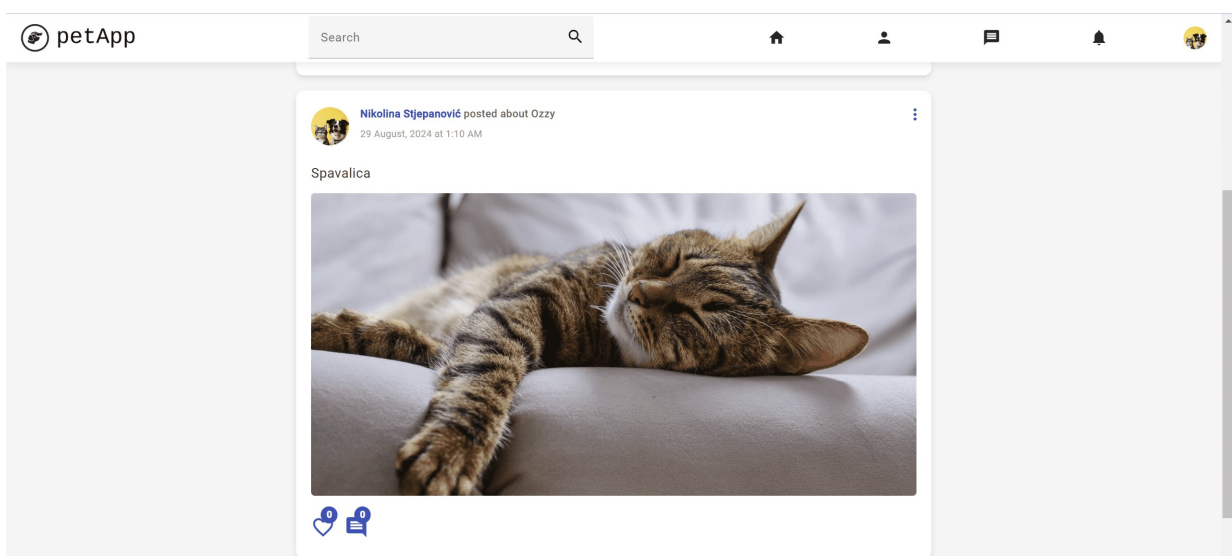 petApp
Search
Nikolina Stjepanović posted about Ozzy
29 August, 2024 at 1:10 AM
Spavalica
0 0